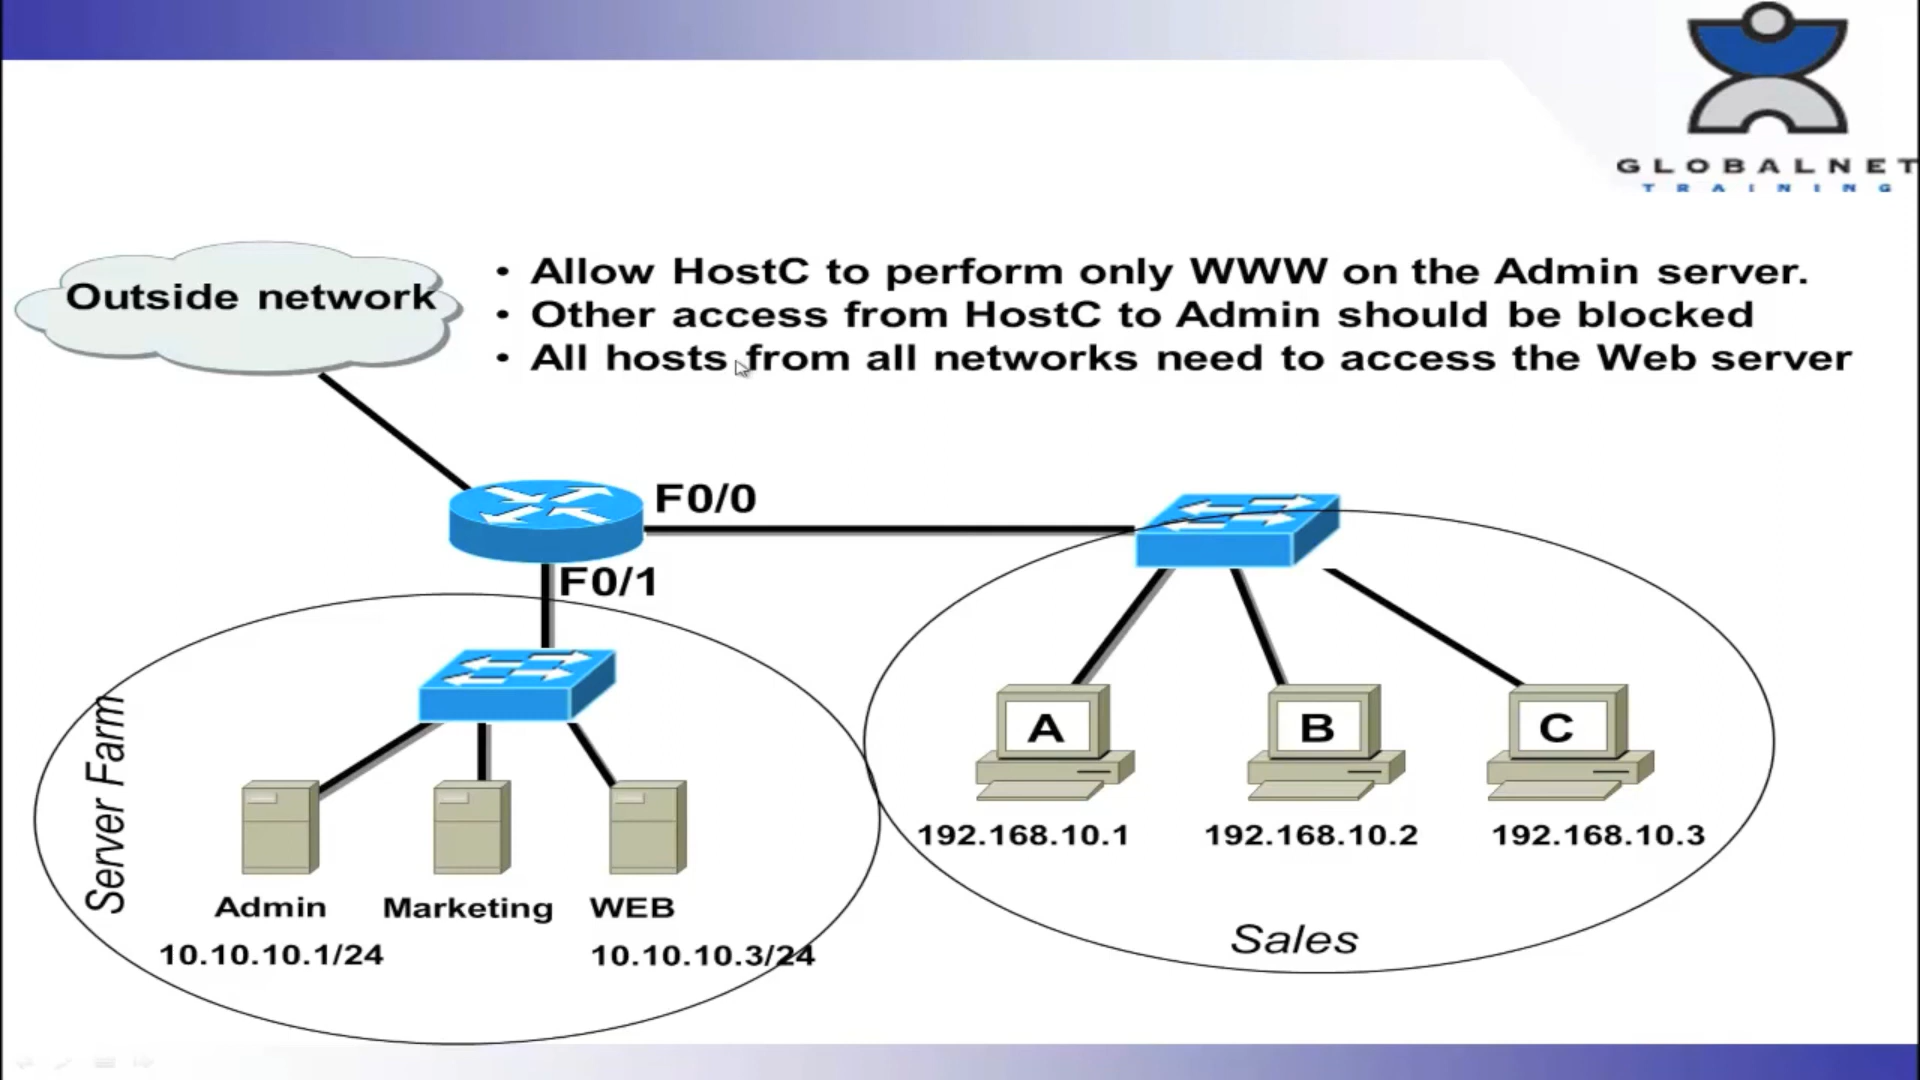 GLOBALNET
TRAINING
Outside network
• Allow HostC to perform only WWW on the Admin server.
• Other access from HostC to Admin should be blocked
• All hosts from all networks need to access the Web server
F0/0
F0/1
Server Farm
A
B
C
192.168.10.1
192.168.10.2
192.168.10.3
Admin
Marketing
WEB
10.10.10.1/24
10.10.10.3/24
Sales